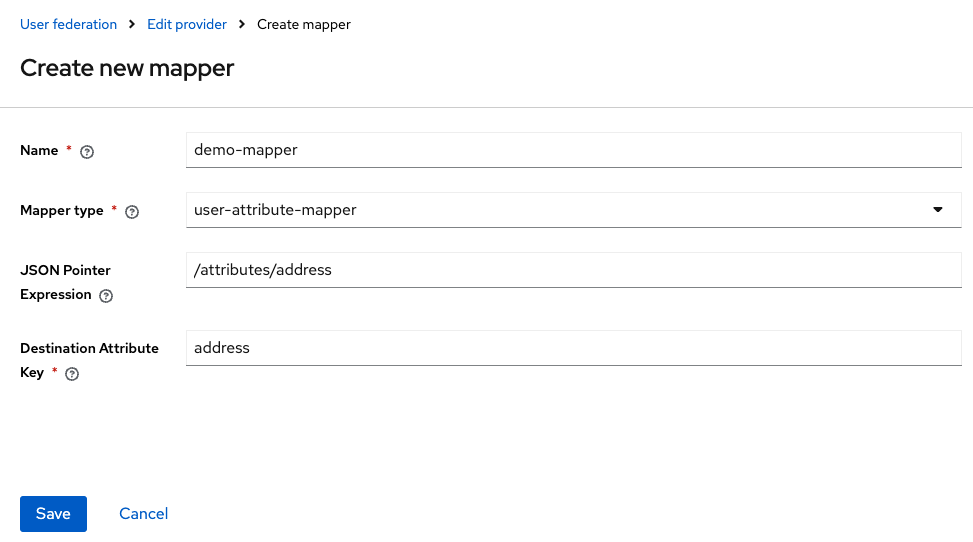 User federation > Edit provider > Create mapper
Create new mapper
Name * ?
demo-mapper
Mapper type * ?
user-attribute-mapper
JSON Pointer
Expression ?
/attributes/address
Destination Attribute
Key * ?
address
Save Cancel